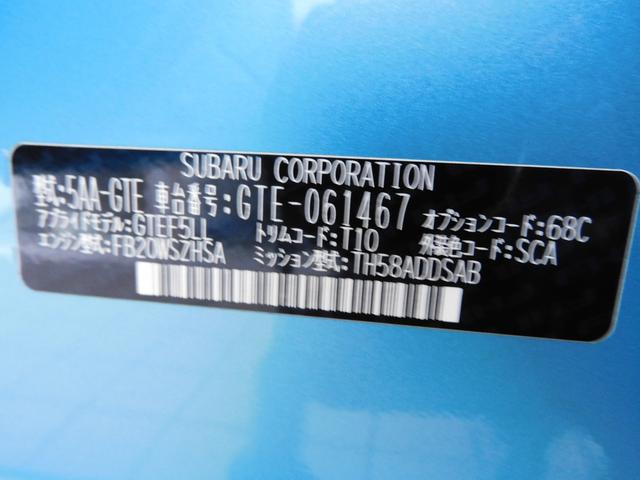 SUBARU CORPORATION
型式:5AA-GTE 車台番号:GTE-061467 オプションコード:68C
アプライドモデル:GTEF5LL トリムコード:T10 外装色コード:SCA
エンジン型式:FB20WSZHSA ミッション型式:TH58ADDSAB